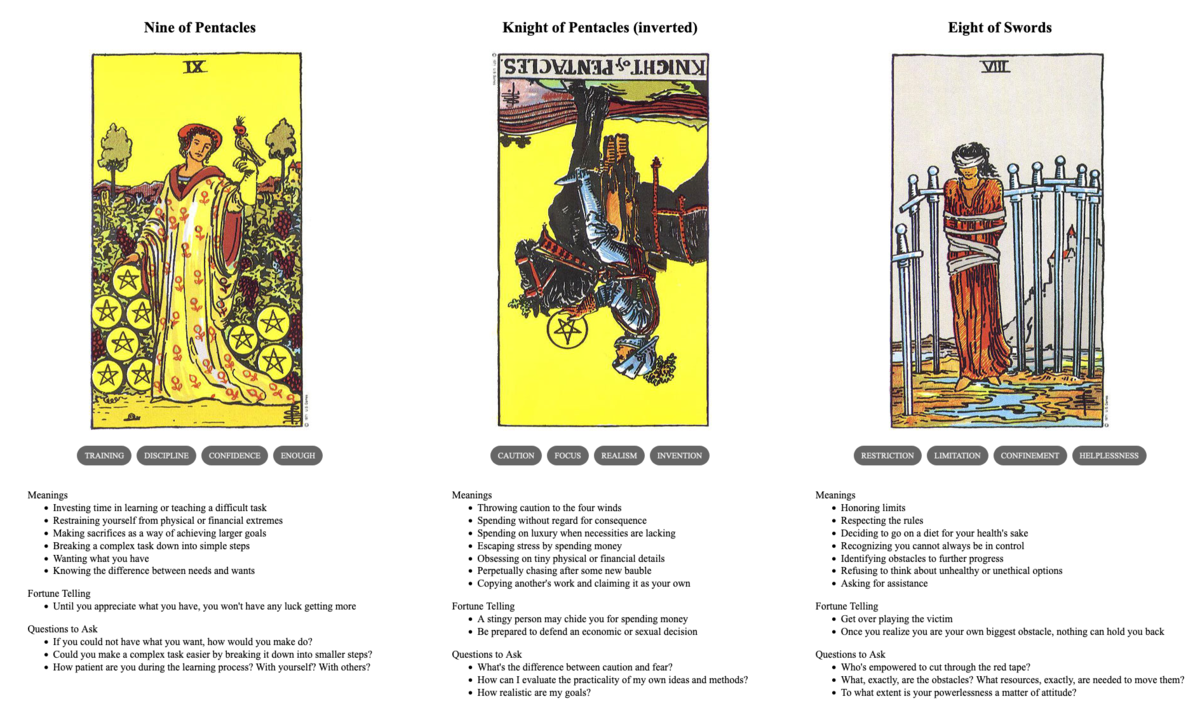 Nine of Pentacles
IX
TRAINING
DISCIPLINE
CONFIDENCE
ENOUGH
Meanings
• Investing time in learning or teaching a difficult task
• Restraining yourself from physical or financial extremes
• Making sacrifices as a way of achieving larger goals
• Breaking a complex task down into simple steps
• Wanting what you have
• Knowing the difference between needs and wants
Fortune Telling
• Until you appreciate what you have, you won't have any luck getting more
Questions to Ask
• If you could not have what you want, how would you make do?
• Could you make a complex task easier by breaking it down into smaller steps?
• How patient are you during the learning process? With yourself? With others?
Knight of Pentacles (inverted)
KNIGHT of PENTACLES.
CAUTION
FOCUS
REALISM
INVENTION
Meanings
• Throwing caution to the four winds
• Spending without regard for consequence
• Spending on luxury when necessities are lacking
• Escaping stress by spending money
• Obsessing on tiny physical or financial details
• Perpetually chasing after some new bauble
• Copying another's work and claiming it as your own
Fortune Telling
• A stingy person may chide you for spending money
• Be prepared to defend an economic or sexual decision
Questions to Ask
• What's the difference between caution and fear?
• How can I evaluate the practicality of my own ideas and methods?
• How realistic are my goals?
Eight of Swords
VIII
RESTRICTION
LIMITATION
CONFINEMENT
HELPLESSNESS
Meanings
• Honoring limits
• Respecting the rules
• Deciding to go on a diet for your health's sake
• Recognizing you cannot always be in control
• Identifying obstacles to further progress
• Refusing to think about unhealthy or unethical options
• Asking for assistance
Fortune Telling
• Get over playing the victim
• Once you realize you are your own biggest obstacle, nothing can hold you back
Questions to Ask
• Who's empowered to cut through the red tape?
• What, exactly, are the obstacles? What resources, exactly, are needed to move them?
• To what extent is your powerlessness a matter of attitude?